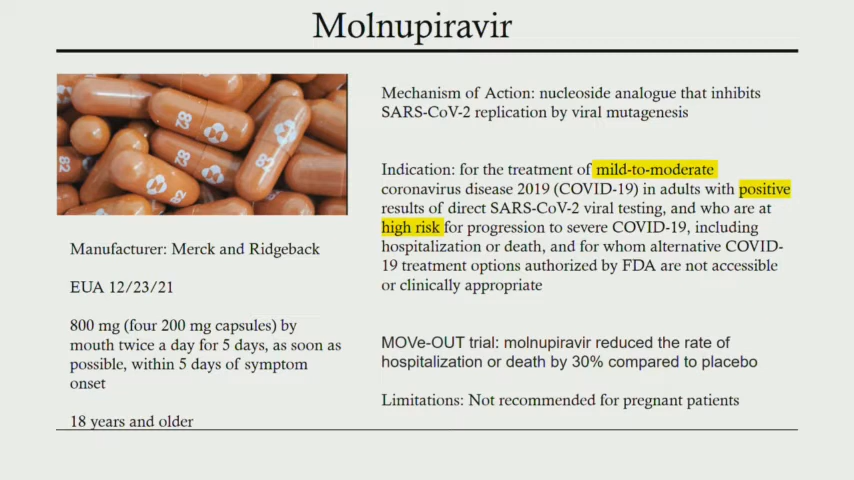 Molnupiravir
82
82
82
82
82
Manufacturer: Merck and Ridgeback
EUA 12/23/21
800 mg (four 200 mg capsules) by
mouth twice a day for 5 days, as soon as
possible, within 5 days of symptom
onset
18 years and older
Mechanism of Action: nucleoside analogue that inhibits
SARS-CoV-2 replication by viral mutagenesis
Indication: for the treatment of mild-to-moderate
coronavirus disease 2019 (COVID-19) in adults with positive
results of direct SARS-CoV-2 viral testing, and who are at
high risk for progression to severe COVID-19, including
hospitalization or death, and for whom alternative COVID-
19 treatment options authorized by FDA are not accessible
or clinically appropriate
MOVe-OUT trial: molnupiravir reduced the rate of
hospitalization or death by 30% compared to placebo
Limitations: Not recommended for pregnant patients